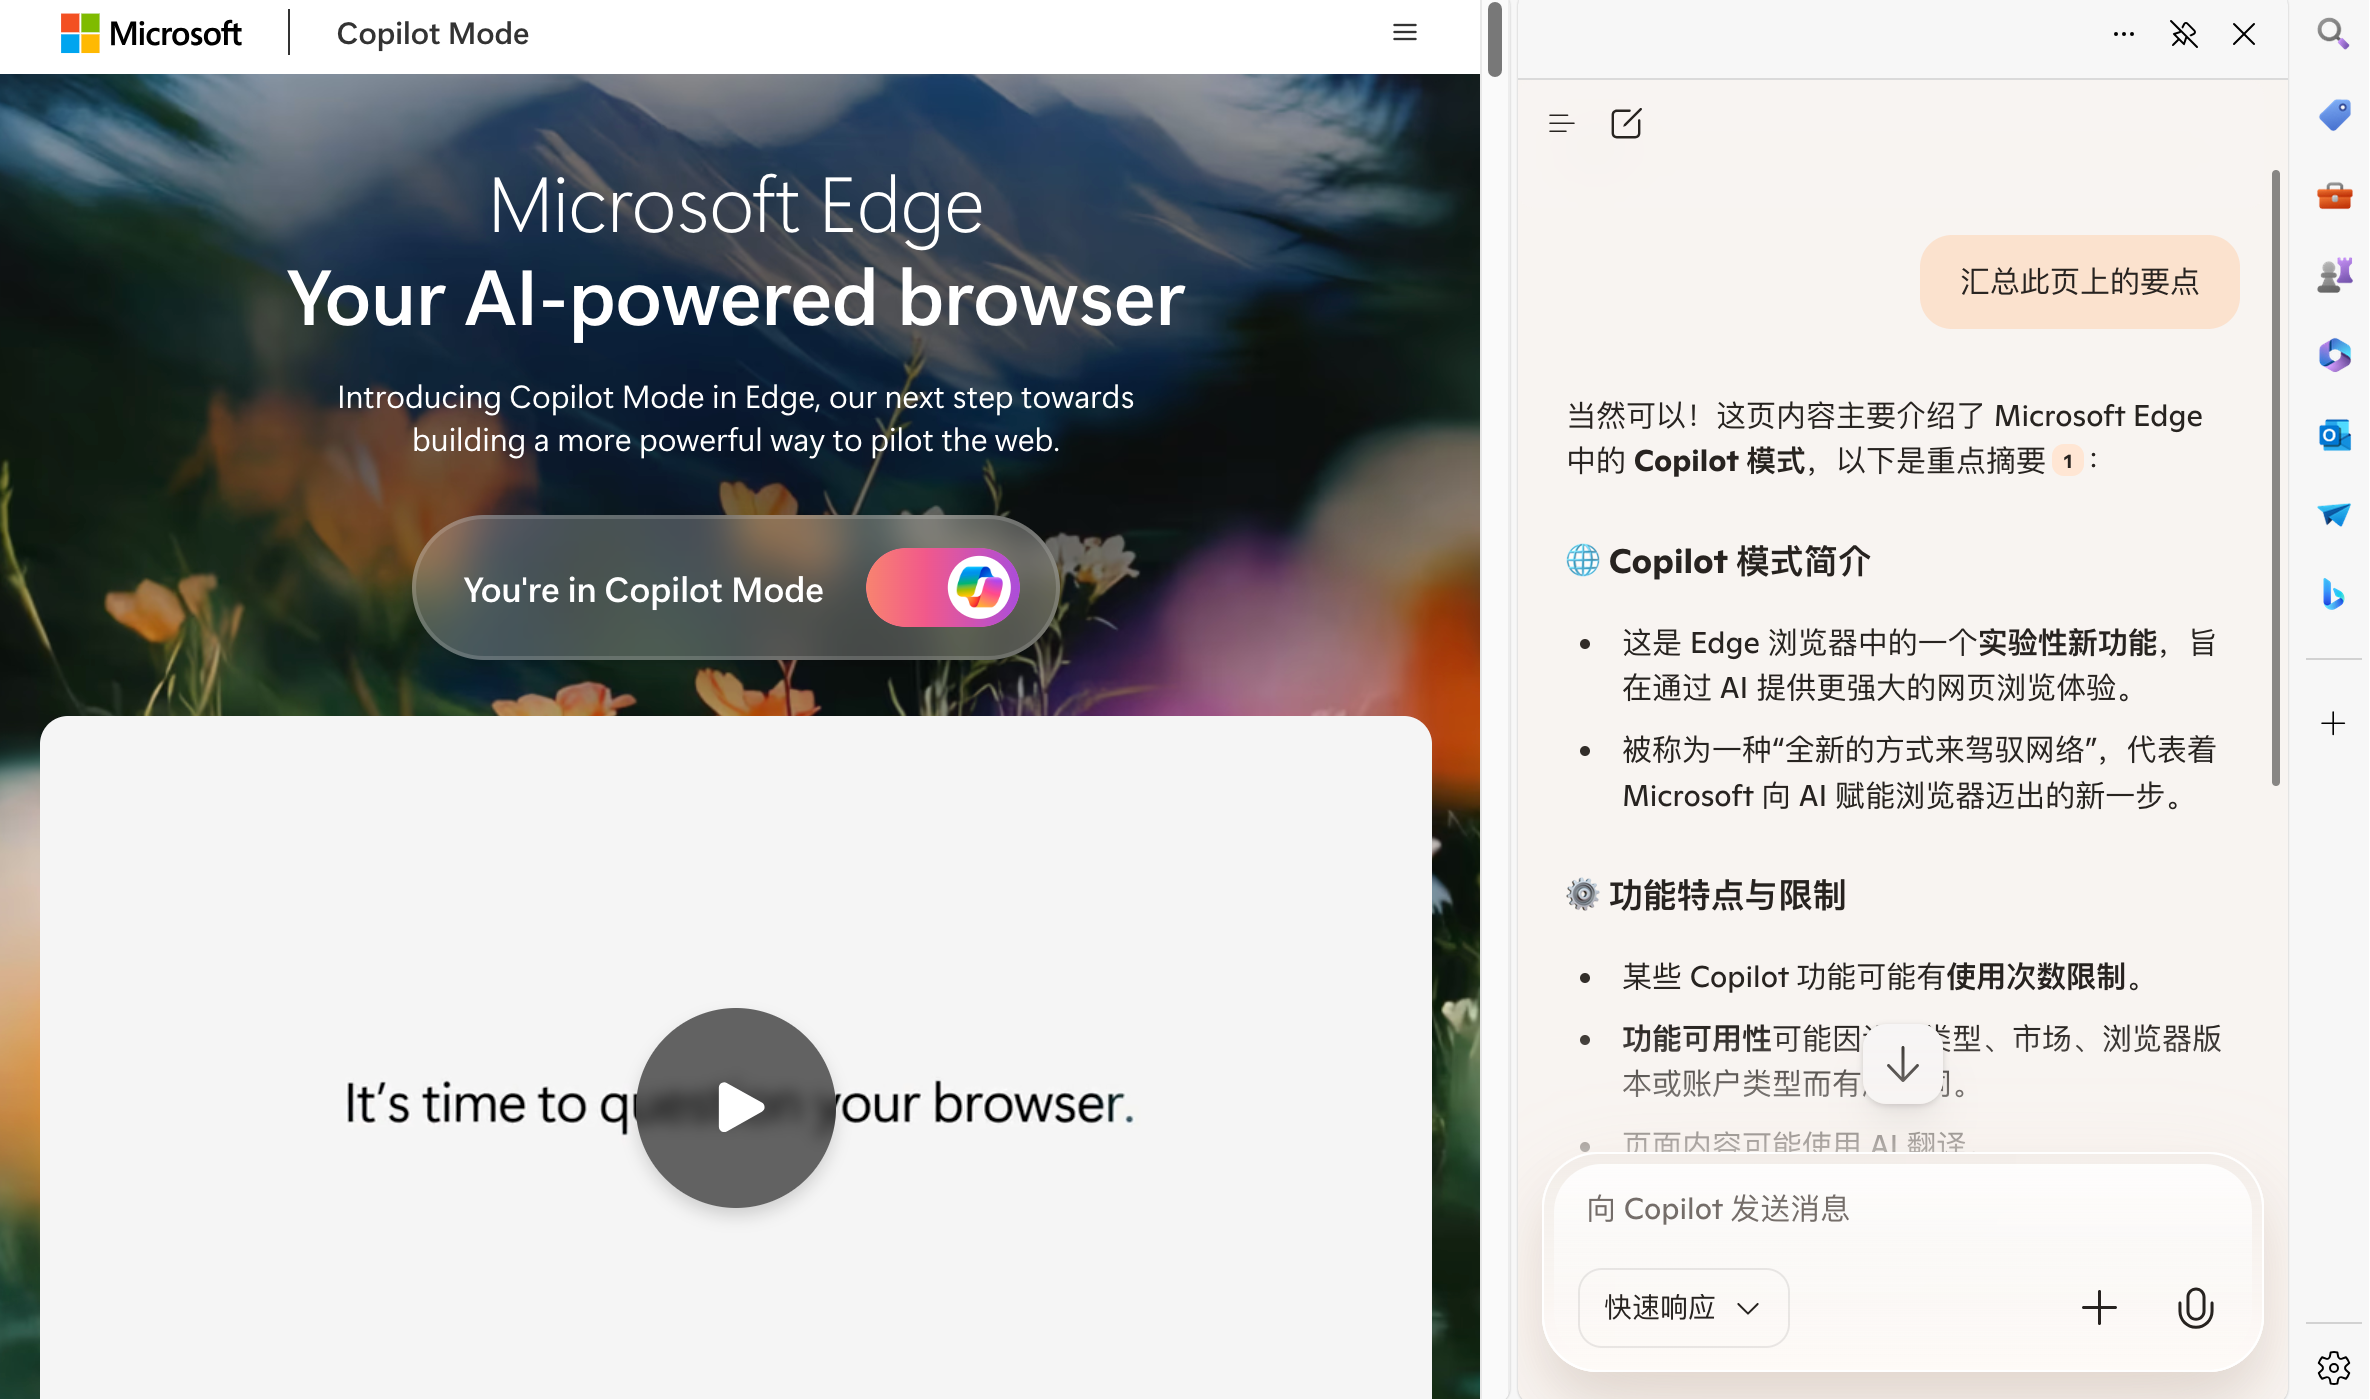 Microsoft
Copilot Mode
Microsoft Edge
Your AI-powered browser
Introducing Copilot Mode in Edge, our next step towards
building a more powerful way to pilot the web.
You're in Copilot Mode
It's time to your browser.
汇总此页上的要点
当然可以！这页内容主要介绍了 Microsoft Edge
中的 Copilot 模式，以下是重点摘要 1：
Copilot 模式简介
• 这是 Edge 浏览器中的一个实验性新功能，旨
在通过 AI 提供更强大的网页浏览体验。
• 被称为一种“全新的方式来驾驭网络”，代表着
Microsoft 向 AI 赋能浏览器迈出的新一步。
功能特点与限制
• 某些 Copilot 功能可能有使用次数限制。
• 功能可用性可能因类型、市场、浏览器版
本或账户类型而有。
• 页面内容可能使用 AI 翻译
向 Copilot 发送消息
快速响应